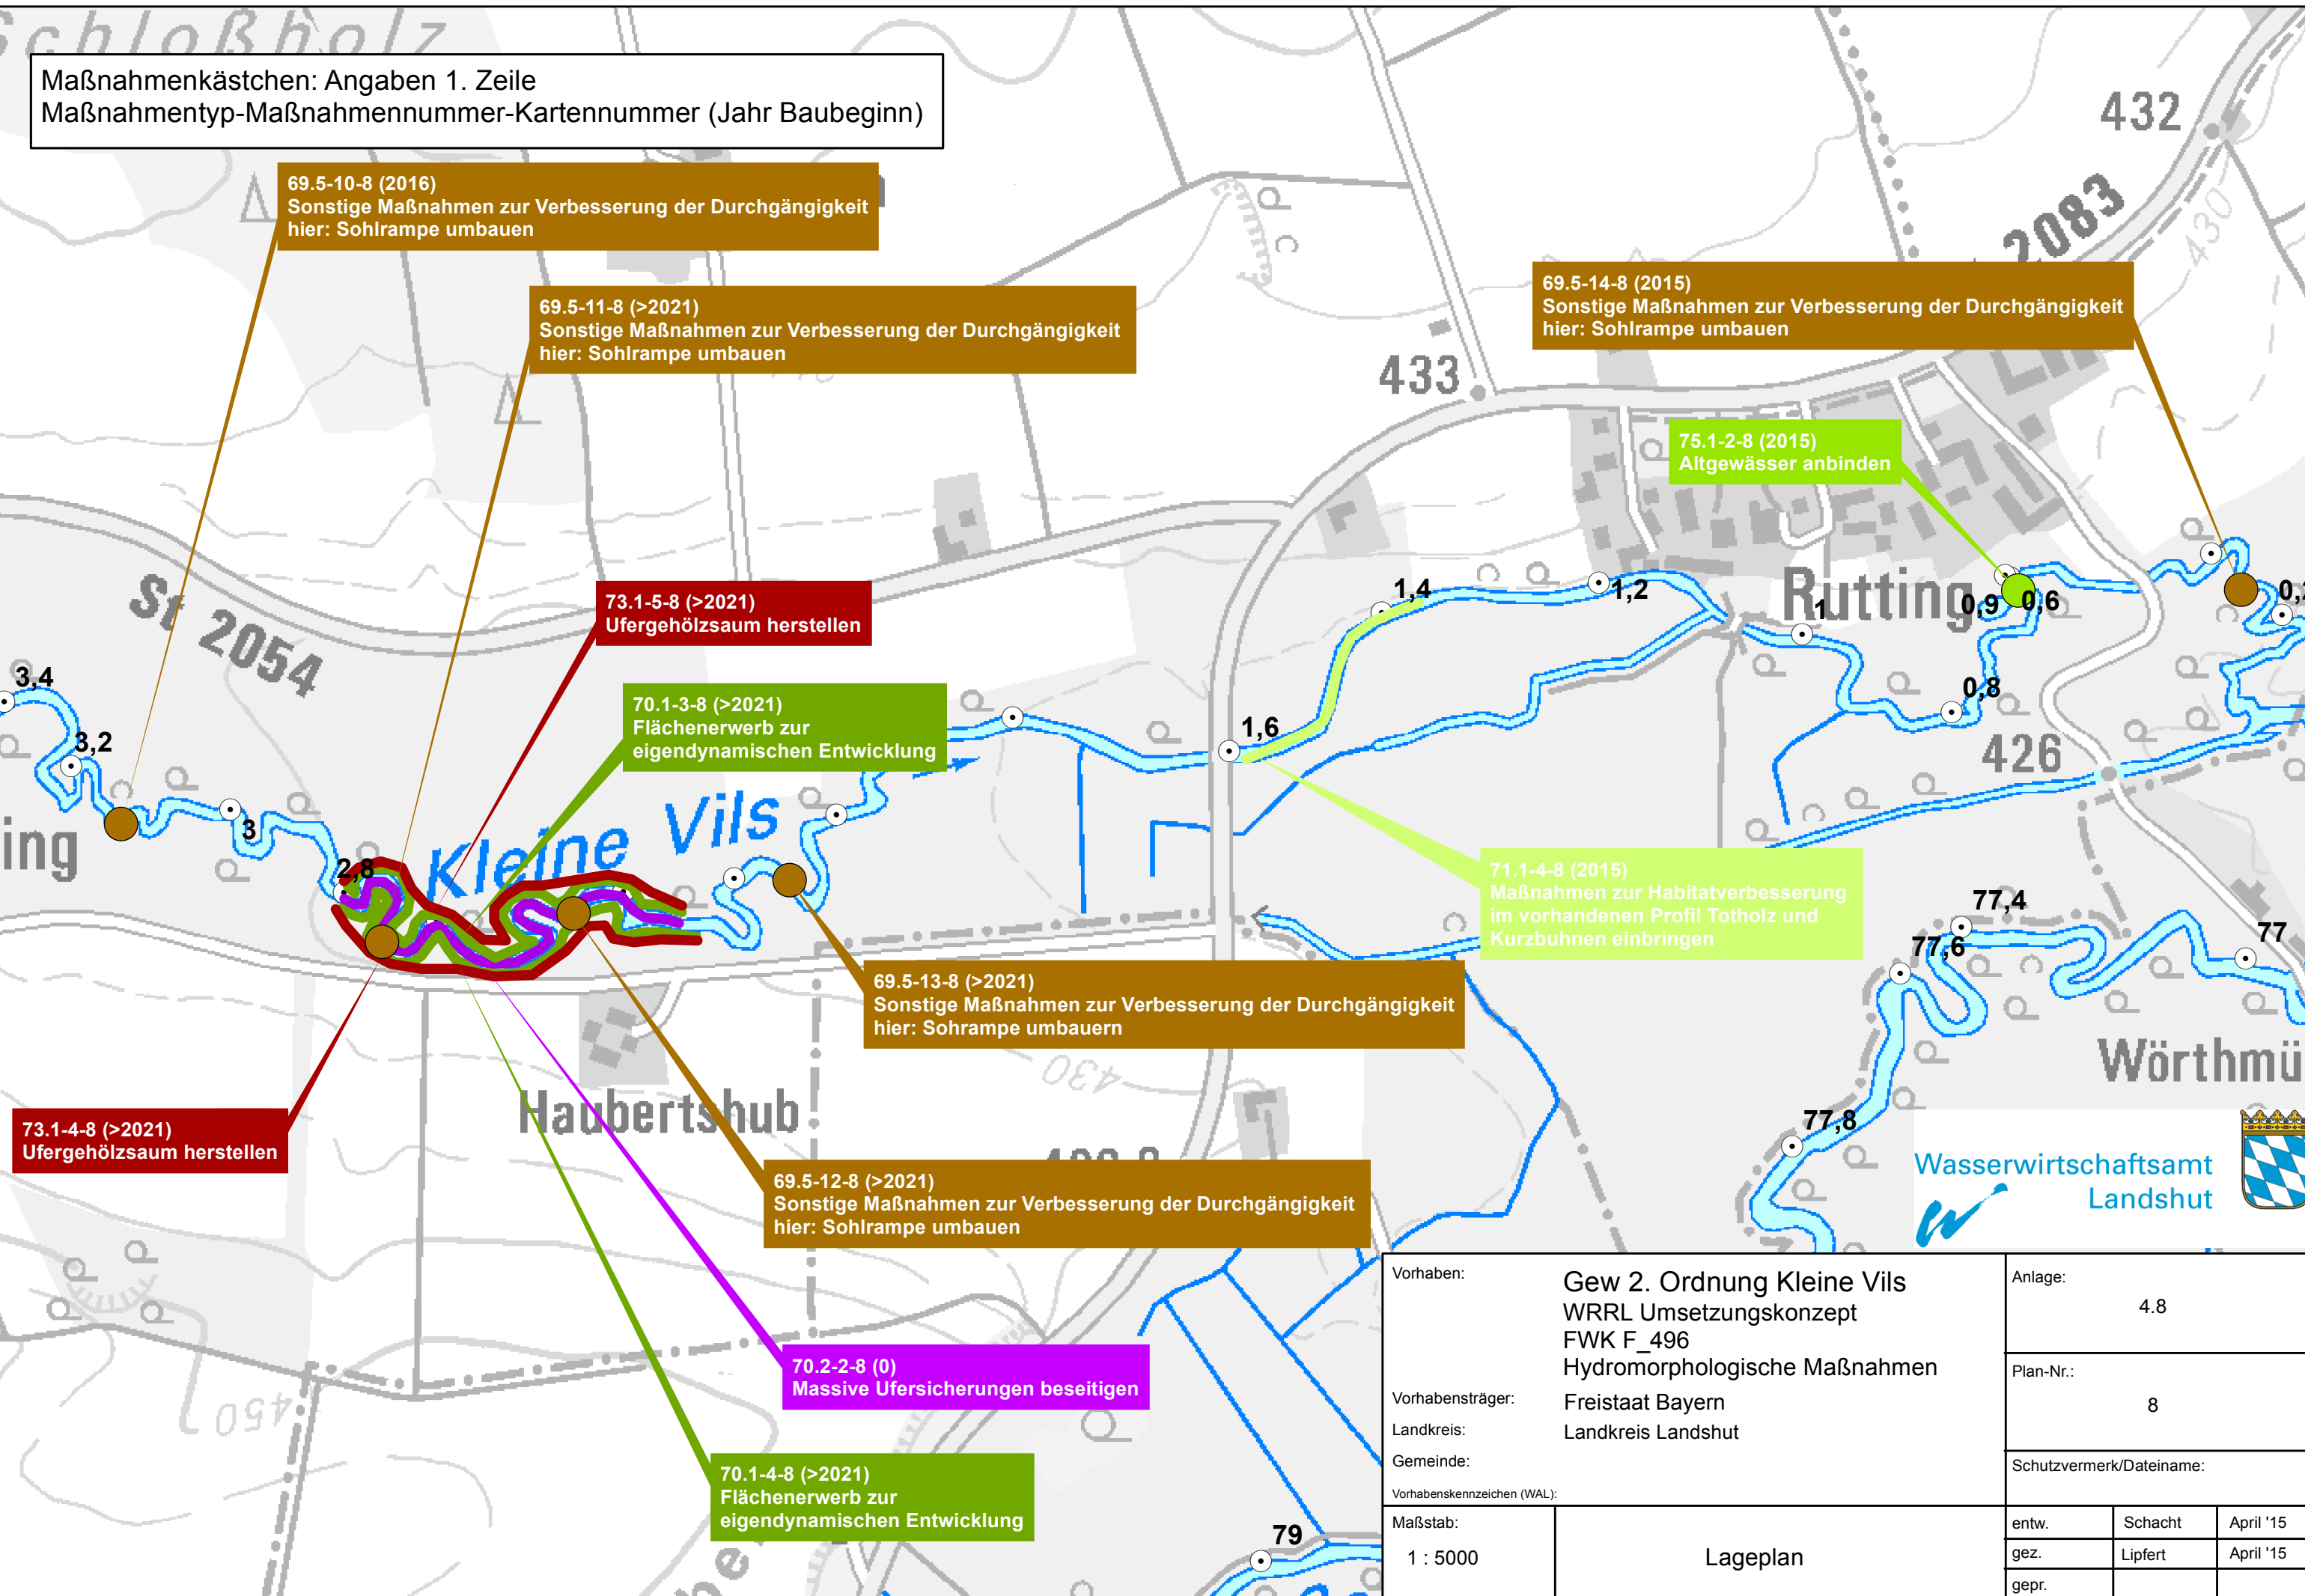 Schloßholz
Maßnahmenkästchen: Angaben 1. Zeile
Maßnahmentyp-Maßnahmennummer-Kartennummer (Jahr Baubeginn)
432
69.5-10-8 (2016)
Sonstige Maßnahmen zur Verbesserung der Durchgängigkeit
hier: Sohlrampe umbauen
2083
430
69.5-11-8 (>2021)
Sonstige Maßnahmen zur Verbesserung der Durchgängigkeit
hier: Sohlrampe umbauen
69.5-14-8 (2015)
Sonstige Maßnahmen zur Verbesserung der Durchgängigkeit
hier: Sohlrampe umbauen
433
75.1-2-8 (2015)
Altgewässer anbinden
73.1-5-8 (>2021)
Ufergehölzsaum herstellen
St 2054
1,4
1,2
Rutting
1
0,9
0,6
3,4
70.1-3-8 (>2021)
Flächenerwerb zur
eigendynamischen Entwicklung
0,8
3,2
1,6
426
3
ing
Kleine Vils
2,8
71.1-4-8 (2015)
Maßnahmen zur Habitatverbesserung
im vorhandenen Profil Totholz und
Kurzbuhnen einbringen
77,4
77,6
77
69.5-13-8 (>2021)
Sonstige Maßnahmen zur Verbesserung der Durchgängigkeit
hier: Sohrampe umbauern
430
Wörthmü
Haubertshub
77,8
73.1-4-8 (>2021)
Ufergehölzsaum herstellen
Wasserwirtschaftsamt
Landshut
69.5-12-8 (>2021)
Sonstige Maßnahmen zur Verbesserung der Durchgängigkeit
hier: Sohlrampe umbauen
70.2-2-8 (0)
Massive Ufersicherungen beseitigen
450
70.1-4-8 (>2021)
Flächenerwerb zur
eigendynamischen Entwicklung
79
Vorhaben:
Gew 2. Ordnung Kleine Vils
WRRL Umsetzungskonzept
FWK F_496
Hydromorphologische Maßnahmen
Vorhabensträger: Freistaat Bayern
Landkreis: Landkreis Landshut
Gemeinde:
Vorhabenskennzeichen (WAL):
Anlage:
4.8
Plan-Nr.:
8
Schutzvermerk/Dateiname:
Maßstab:
1 : 5000
Lageplan
entw. Schacht April '15
gez. Lipfert April '15
gepr.